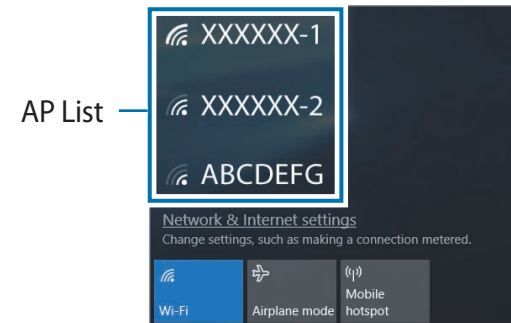 XXXXXX-1
AP List
XXXXXX-2
ABCDEFG
Network & Internet settings
Change settings, such as making a connection metered.
Wi-Fi
Airplane mode
Mobile
hotspot